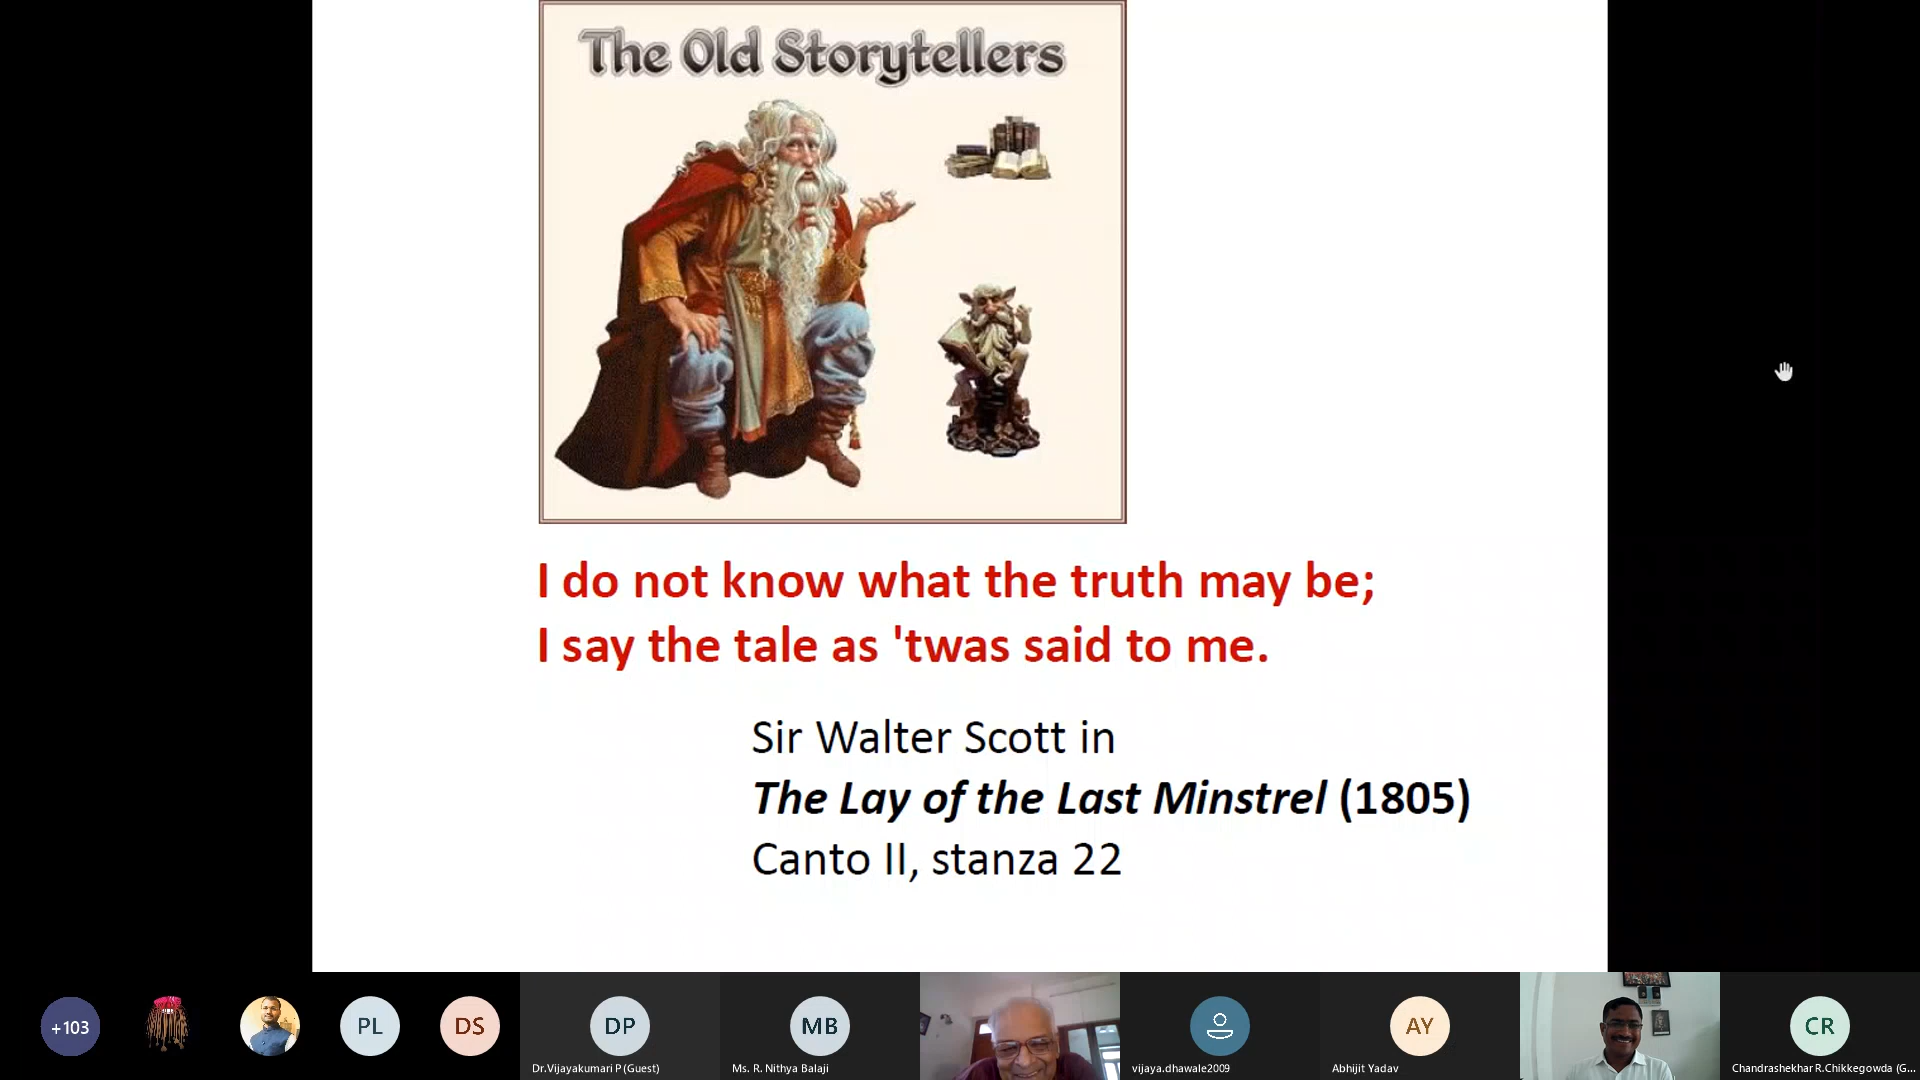 The Old Storytellers
I do not know what the truth may be;
I say the tale as 'twas said to me.
Sir Walter Scott in
The Lay of the Last Minstrel (1805)
Canto II, stanza 22
+103
PL
DS
DP
Dr.Vijayakumari P (Guest)
MB
Ms. R. Nithya Balaji
vijaya.dhawale2009
AY
Abhijit Yadav
CR
Chandrashekhar R.Chikkegowda (G...